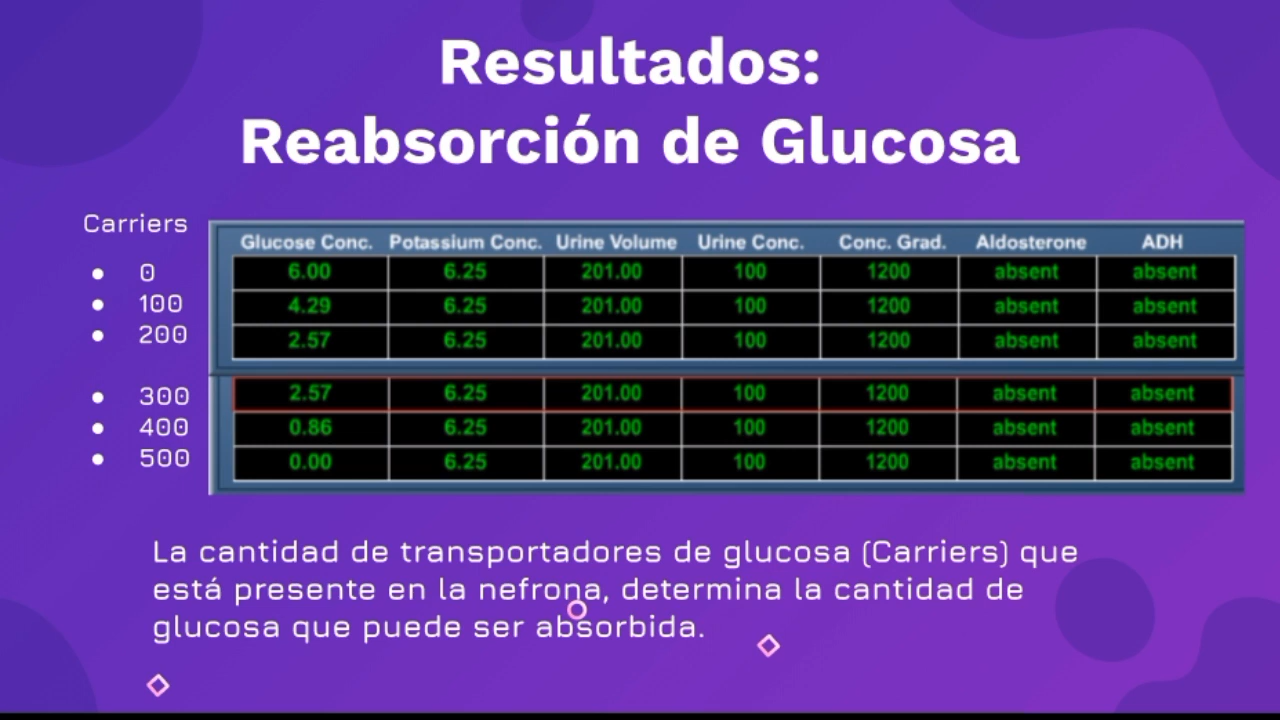 Resultados:
Reabsorción de Glucosa
Carriers
Glucose Conc. Potassium Conc. Urine Volume Urine Conc. Conc. Grad. Aldosterone ADH
0 6.00 6.25 201.00 100 1200 absent absent
100 4.29 6.25 201.00 100 1200 absent absent
200 2.57 6.25 201.00 100 1200 absent absent
300 2.57 6.25 201.00 100 1200 absent absent
400 0.86 6.25 201.00 100 1200 absent absent
500 0.00 6.25 201.00 100 1200 absent absent
La cantidad de transportadores de glucosa (Carriers) que
está presente en la nefrona, determina la cantidad de
glucosa que puede ser absorbida.